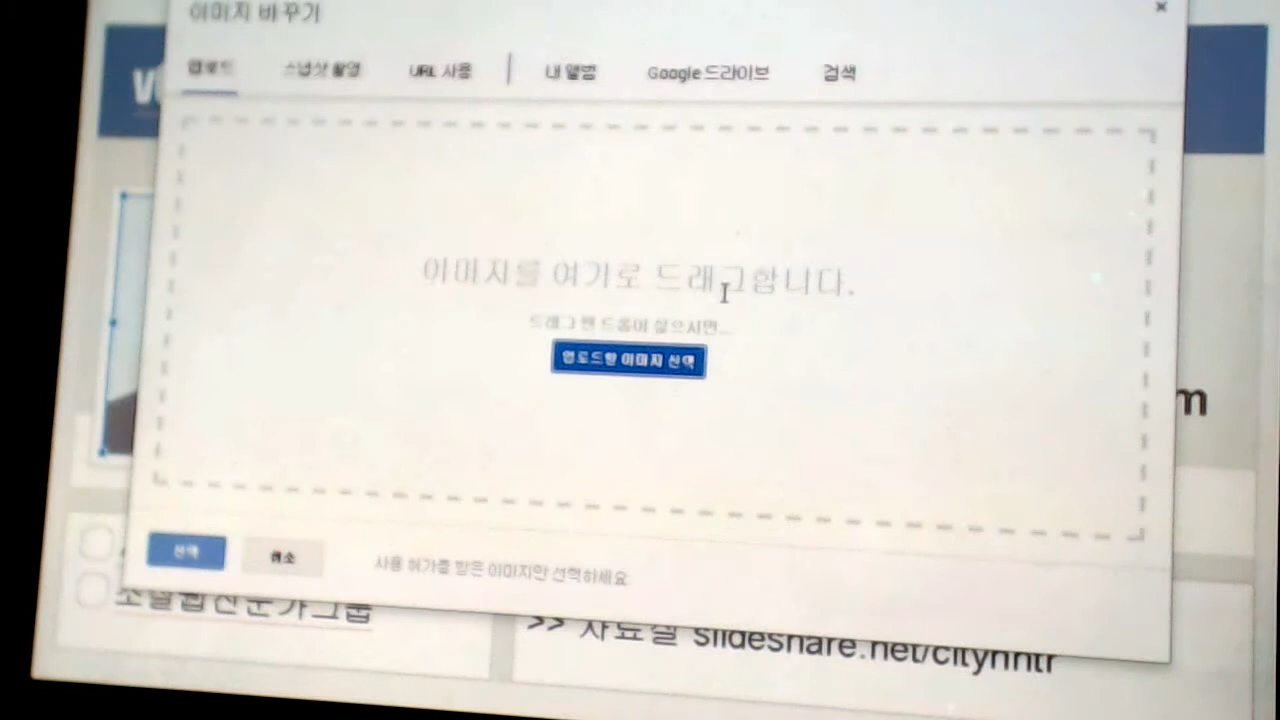 이미지 바꾸기
×
업로드 스냅샷 촬영 URL 사용 내 앨범 Google 드라이브 검색
이미지를 여기로 드래그합니다.
드래그 앤 드롭이 싫으시면...
업로드할 이미지 선택
m
선택 취소 사용 허가를 받은 이미지만 선택하세요
소셜웹전문가그룹
>> 자료실 slideshare.net/cityhntr